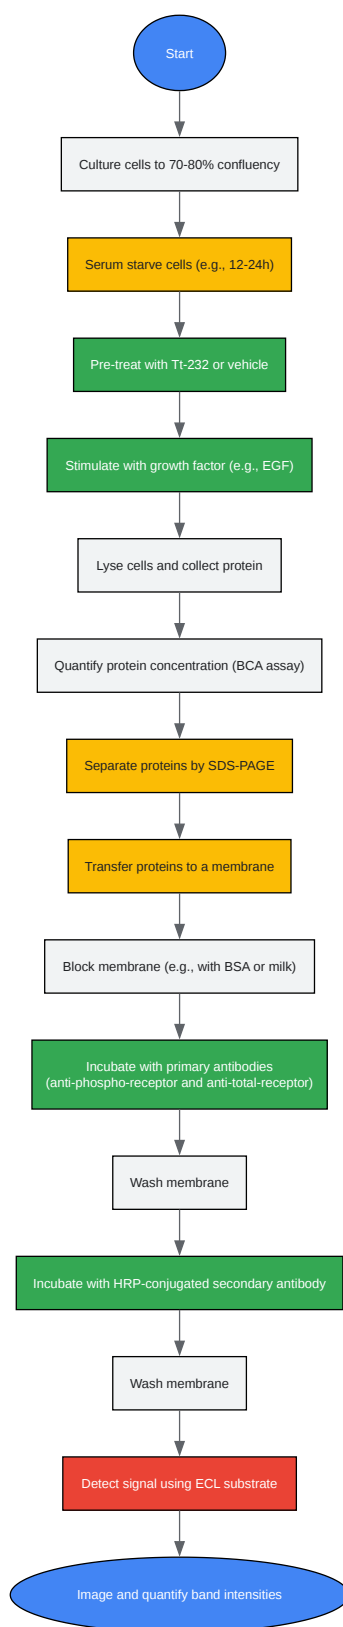 Start
Culture cells to 70-80% confluency
Serum starve cells (e.g., 12-24h)
Pre-treat with Tt-232 or vehicle
Stimulate with growth factor (e.g., EGF)
Lyse cells and collect protein
Quantify protein concentration (BCA assay)
Separate proteins by SDS-PAGE
Transfer proteins to a membrane
Block membrane (e.g., with BSA or milk)
Incubate with primary antibodies
(anti-phospho-receptor and anti-total-receptor)
Wash membrane
Incubate with HRP-conjugated secondary antibody
Wash membrane
Detect signal using ECL substrate
Image and quantify band intensities